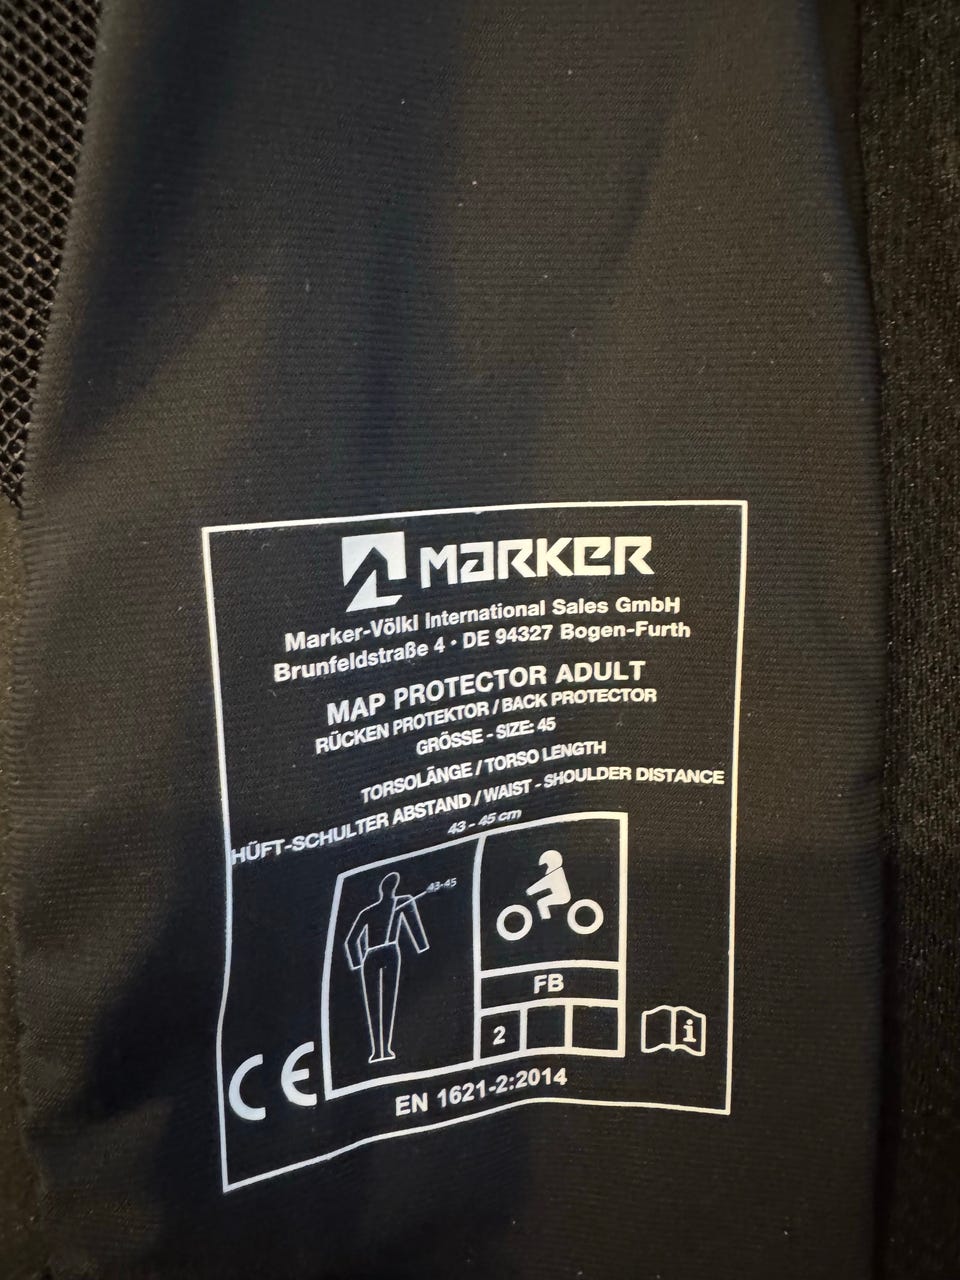 MARKER
Marker-Völkl International Sales GmbH
Brunfeldstraße 4 • DE 94327 Bogen-Furth
MAP PROTECTOR ADULT
RÜCKEN PROTEKTOR / BACK PROTECTOR
GRÖSSE - SIZE: 45
TORSOLÄNGE / TORSO LENGTH
HÜFT-SCHULTER ABSTAND / WAIST - SHOULDER DISTANCE
43 - 45 cm
43-45
FB
2
i
CE
EN 1621-2:2014